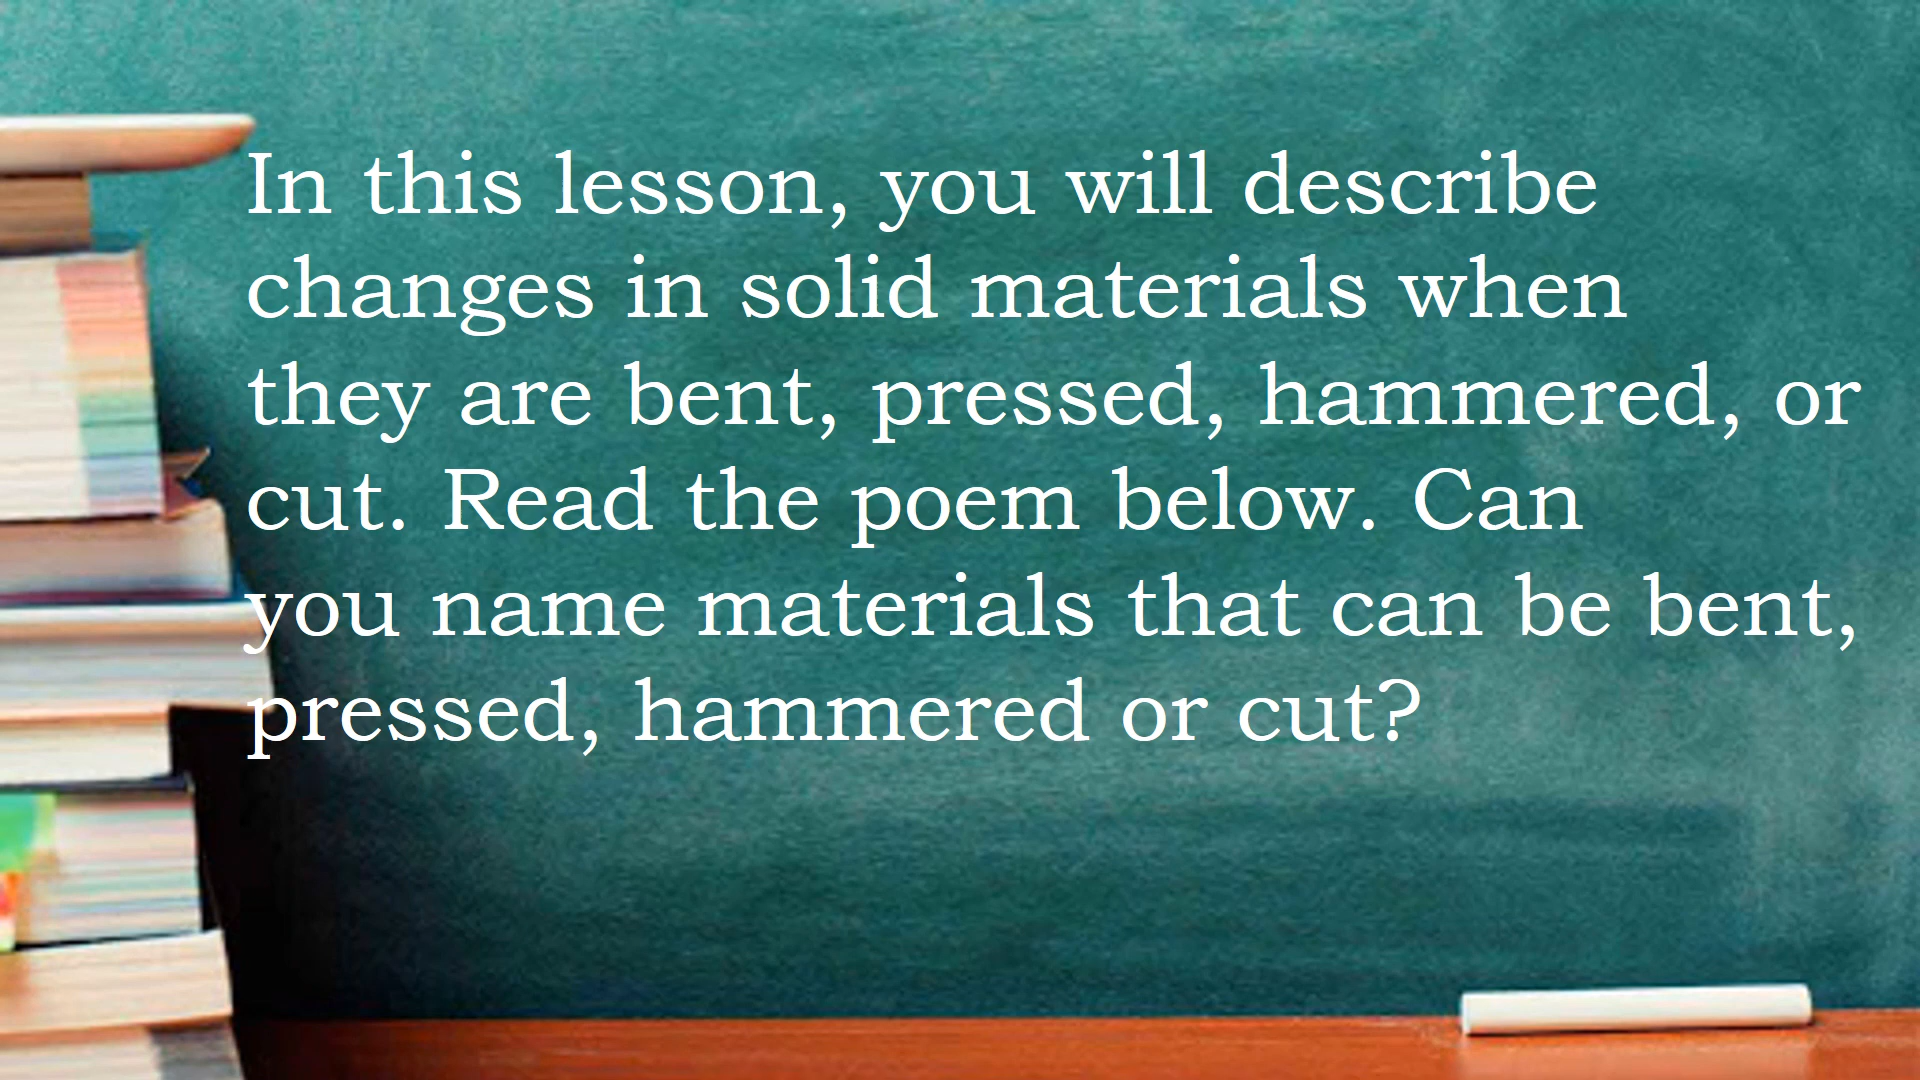 In this lesson, you will describe
changes in solid materials when
they are bent, pressed, hammered, or
cut. Read the poem below. Can
you name materials that can be bent,
pressed, hammered or cut?